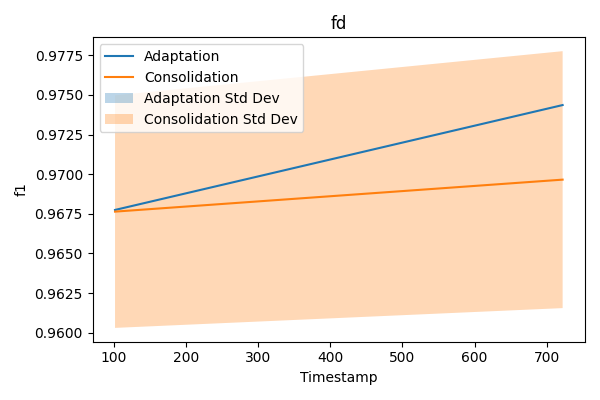 fd
Adaptation
Consolidation
Adaptation Std Dev
Consolidation Std Dev
f1
0.9775
0.9750
0.9725
0.9700
0.9675
0.9650
0.9625
0.9600
100 200 300 400 500 600 700
Timestamp